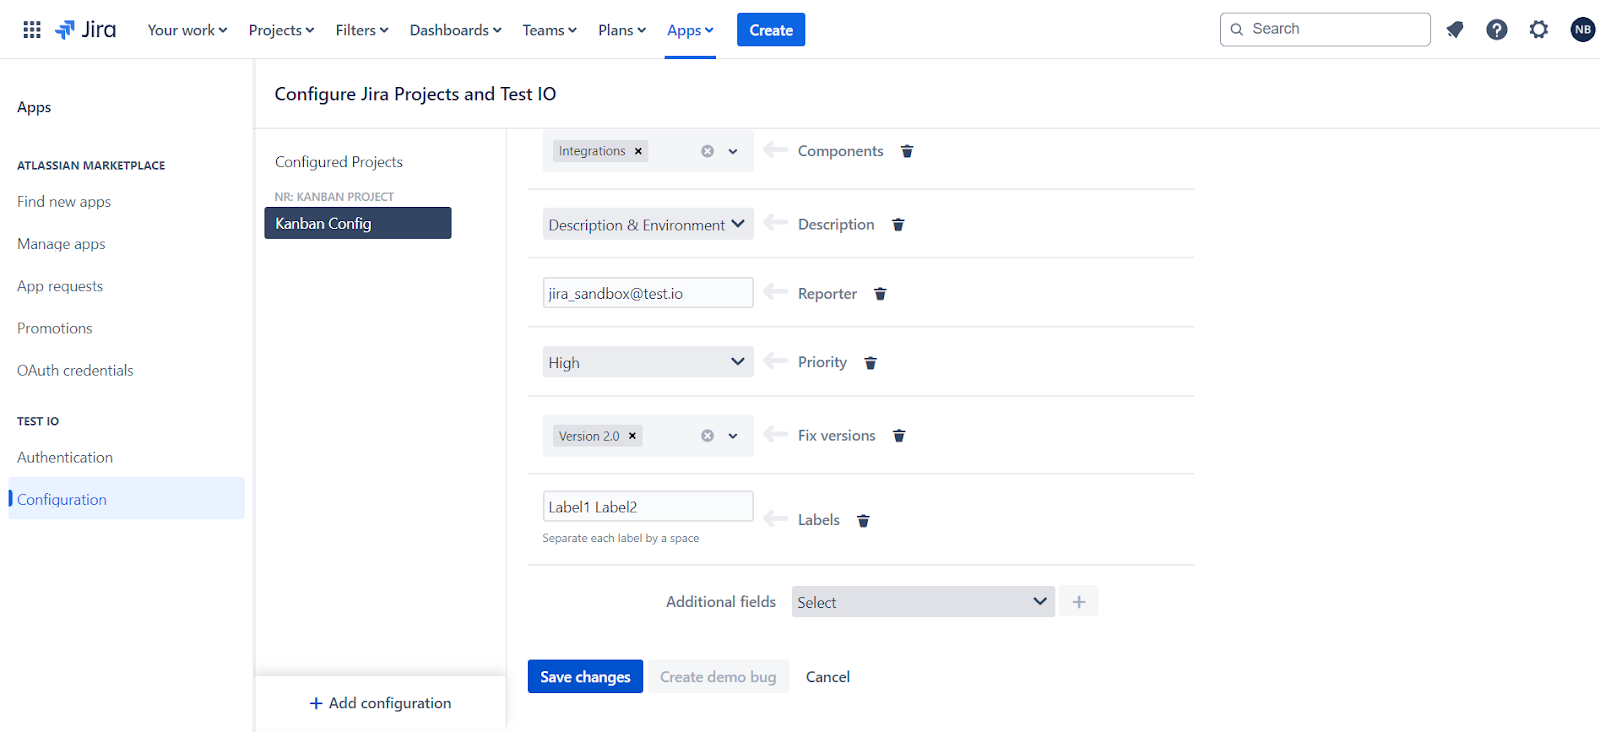 Jira
Your work
Projects
Filters
Dashboards
Teams
Plans
Apps
Create
Search
NB
Apps
ATLASSIAN MARKETPLACE
Find new apps
Manage apps
App requests
Promotions
OAuth credentials
TEST IO
Authentication
Configuration
Configure Jira Projects and Test IO
Configured Projects
NR: KANBAN PROJECT
Kanban Config
+ Add configuration
Integrations × Components
Description & Environment Description
jira_sandbox@test.io Reporter
High Priority
Version 2.0 × Fix versions
Label1 Label2 Labels
Separate each label by a space
Additional fields Select +
Save changes Create demo bug Cancel